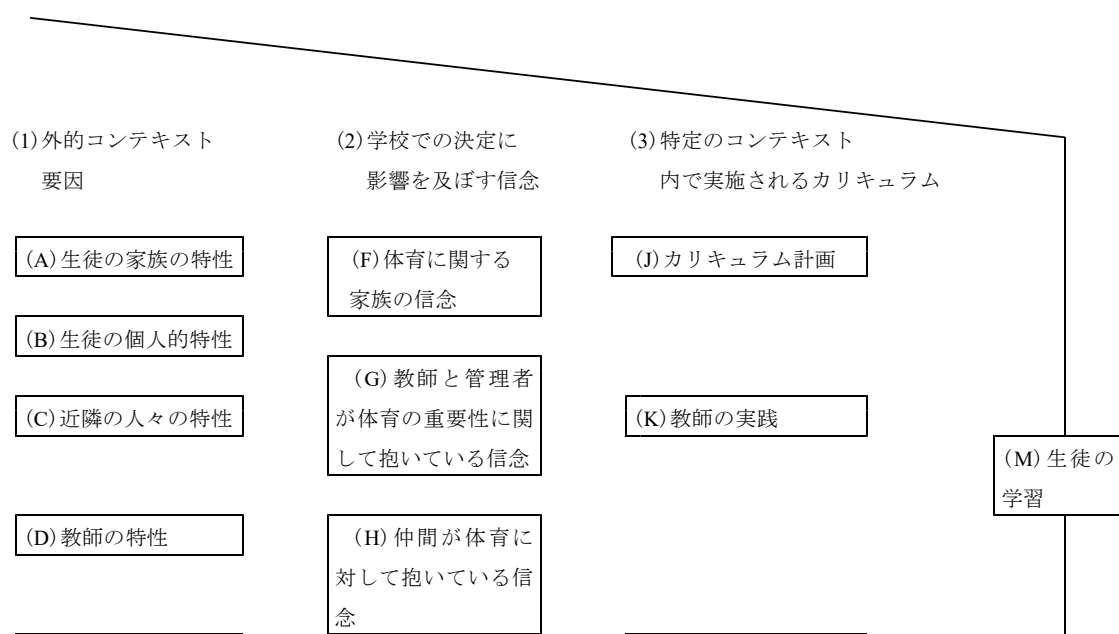 (1)外的コンテキスト
要因
(2)学校での決定に
影響を及ぼす信念
(3)特定のコンテキスト
内で実施されるカリキュラム
(A)生徒の家族の特性
(B)生徒の個人的特性
(C)近隣の人々の特性
(D)教師の特性
(F)体育に関する
家族の信念
(G)教師と管理者
が体育の重要性に関
して抱いている信念
(H)仲間が体育に
対して抱いている信
念
(J)カリキュラム計画
(K)教師の実践
(M)生徒の
学習